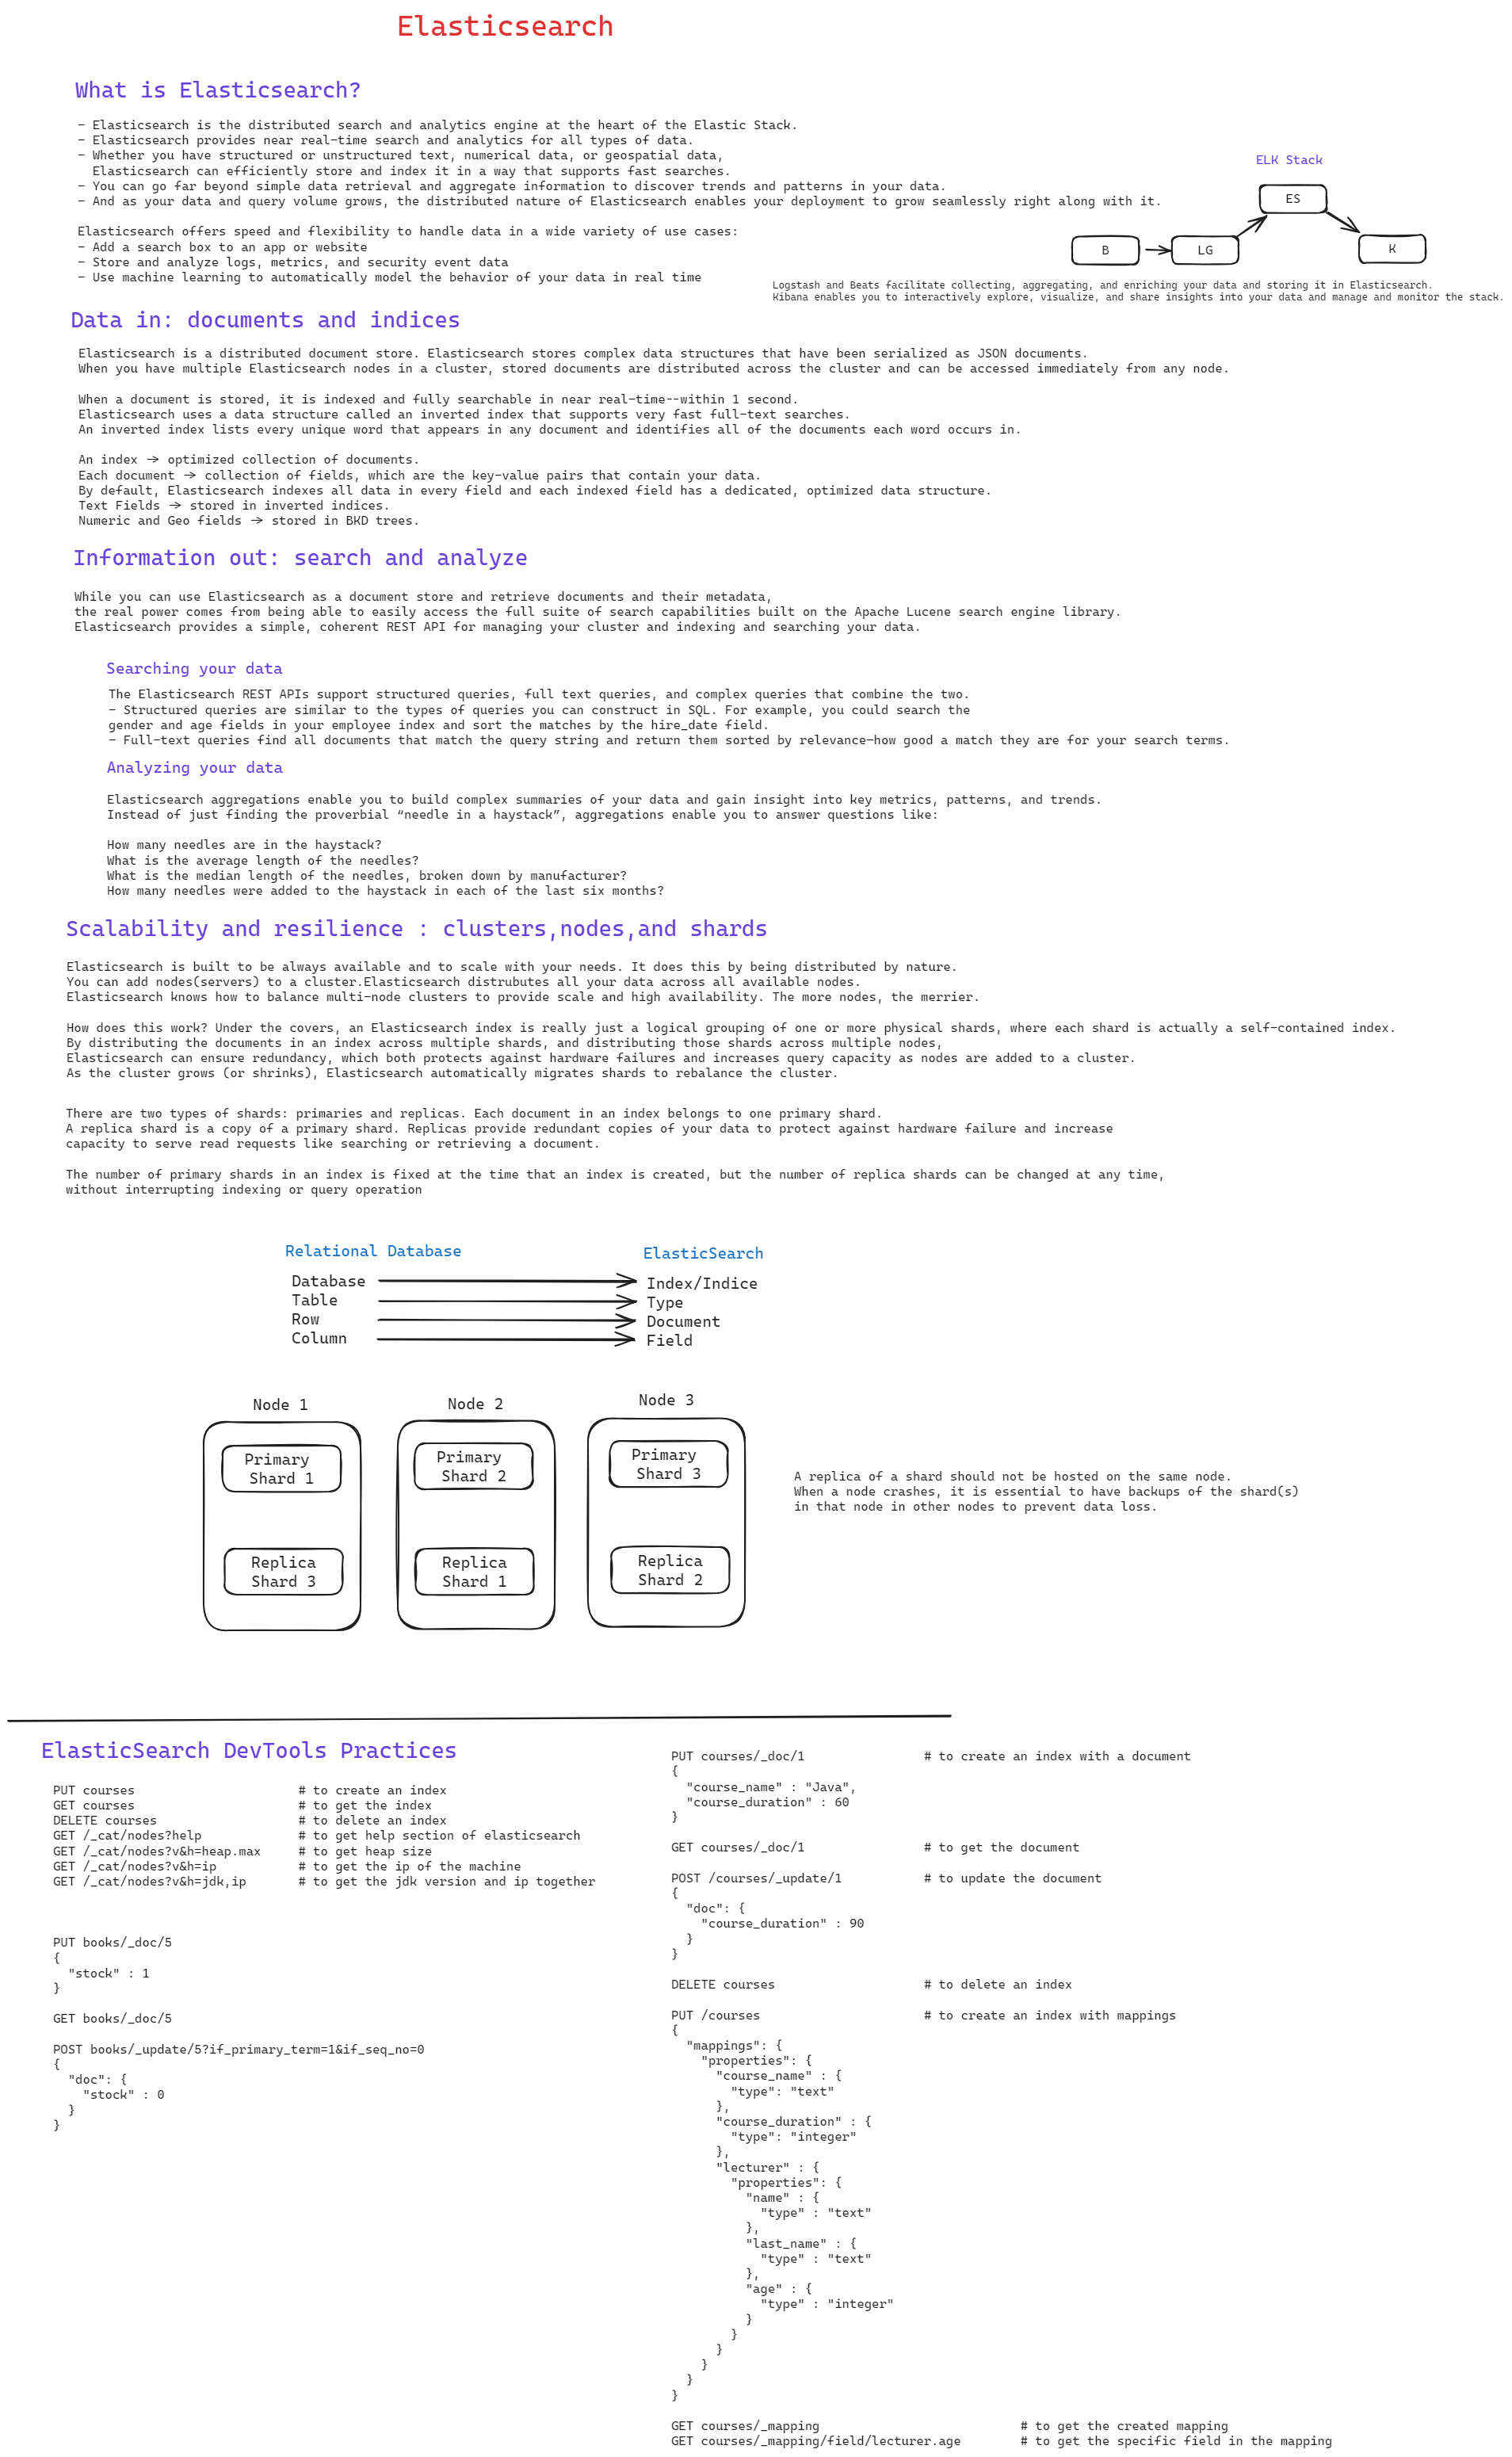 Elasticsearch
What is Elasticsearch?
- Elasticsearch is the distributed search and analytics engine at the heart of the Elastic Stack.
- Elasticsearch provides near real-time search and analytics for all types of data.
- Whether you have structured or unstructured text, numerical data, or geospatial data,
Elasticsearch can efficiently store and index it in a way that supports fast searches.
- You can go far beyond simple data retrieval and aggregate information to discover trends and patterns in your data.
- And as your data and query volume grows, the distributed nature of Elasticsearch enables your deployment to grow seamlessly right along with it.
Elasticsearch offers speed and flexibility to handle data in a wide variety of use cases:
- Add a search box to an app or website
- Store and analyze logs, metrics, and security event data
- Use machine learning to automatically model the behavior of your data in real time
ELK Stack
B
LG
ES
K
Logstash and Beats facilitate collecting, aggregating, and enriching your data and storing it in Elasticsearch.
Kibana enables you to interactively explore, visualize, and share insights into your data and manage and monitor the stack.
Data in: documents and indices
Elasticsearch is a distributed document store. Elasticsearch stores complex data structures that have been serialized as JSON documents.
When you have multiple Elasticsearch nodes in a cluster, stored documents are distributed across the cluster and can be accessed immediately from any node.
When a document is stored, it is indexed and fully searchable in near real-time--within 1 second.
Elasticsearch uses a data structure called an inverted index that supports very fast full-text searches.
An inverted index lists every unique word that appears in any document and identifies all of the documents each word occurs in.
An index -> optimized collection of documents.
Each document -> collection of fields, which are the key-value pairs that contain your data.
By default, Elasticsearch indexes all data in every field and each indexed field has a dedicated, optimized data structure.
Text Fields -> stored in inverted indices.
Numeric and Geo fields -> stored in BKD trees.
Information out: search and analyze
While you can use Elasticsearch as a document store and retrieve documents and their metadata,
the real power comes from being able to easily access the full suite of search capabilities built on the Apache Lucene search engine library.
Elasticsearch provides a simple, coherent REST API for managing your cluster and indexing and searching your data.
Searching your data
The Elasticsearch REST APIs support structured queries, full text queries, and complex queries that combine the two.
- Structured queries are similar to the types of queries you can construct in SQL. For example, you could search the
gender and age fields in your employee index and sort the matches by the hire_date field.
- Full-text queries find all documents that match the query string and return them sorted by relevance—how good a match they are for your search terms.
Analyzing your data
Elasticsearch aggregations enable you to build complex summaries of your data and gain insight into key metrics, patterns, and trends.
Instead of just finding the proverbial “needle in a haystack”, aggregations enable you to answer questions like:
How many needles are in the haystack?
What is the average length of the needles?
What is the median length of the needles, broken down by manufacturer?
How many needles were added to the haystack in each of the last six months?
Scalability and resilience : clusters,nodes,and shards
Elasticsearch is built to be always available and to scale with your needs. It does this by being distributed by nature.
You can add nodes(servers) to a cluster.Elasticsearch distrubutes all your data across all available nodes.
Elasticsearch knows how to balance multi-node clusters to provide scale and high availability. The more nodes, the merrier.
How does this work? Under the covers, an Elasticsearch index is really just a logical grouping of one or more physical shards, where each shard is actually a self-contained index.
By distributing the documents in an index across multiple shards, and distributing those shards across multiple nodes,
Elasticsearch can ensure redundancy, which both protects against hardware failures and increases query capacity as nodes are added to a cluster.
As the cluster grows (or shrinks), Elasticsearch automatically migrates shards to rebalance the cluster.
There are two types of shards: primaries and replicas. Each document in an index belongs to one primary shard.
A replica shard is a copy of a primary shard. Replicas provide redundant copies of your data to protect against hardware failure and increase
capacity to serve read requests like searching or retrieving a document.
The number of primary shards in an index is fixed at the time that an index is created, but the number of replica shards can be changed at any time,
without interrupting indexing or query operation
Relational Database
ElasticSearch
Database
Index/Indice
Table
Type
Row
Document
Column
Field
Node 1
Primary
Shard 1
Replica
Shard 3
Node 2
Primary
Shard 2
Replica
Shard 1
Node 3
Primary
Shard 3
Replica
Shard 2
A replica of a shard should not be hosted on the same node.
When a node crashes, it is essential to have backups of the shard(s)
in that node in other nodes to prevent data loss.
ElasticSearch DevTools Practices
PUT courses # to create an index
GET courses # to get the index
DELETE courses # to delete an index
GET /_cat/nodes?help # to get help section of elasticsearch
GET /_cat/nodes?v&h=heap.max # to get heap size
GET /_cat/nodes?v&h=ip # to get the ip of the machine
GET /_cat/nodes?v&h=jdk,ip # to get the jdk version and ip together
PUT books/_doc/5
{
"stock" : 1
}
GET books/_doc/5
POST books/_update/5?if_primary_term=1&if_seq_no=0
{
"doc": {
"stock" : 0
}
}
PUT courses/_doc/1 # to create an index with a document
{
"course_name" : "Java",
"course_duration" : 60
}
GET courses/_doc/1 # to get the document
POST /courses/_update/1 # to update the document
{
"doc": {
"course_duration" : 90
}
}
DELETE courses # to delete an index
PUT /courses # to create an index with mappings
{
"mappings": {
"properties": {
"course_name" : {
"type": "text"
},
"course_duration" : {
"type": "integer"
},
"lecturer" : {
"properties": {
"name" : {
"type" : "text"
},
"last_name" : {
"type" : "text"
},
"age" : {
"type" : "integer"
}
}
}
}
}
}
GET courses/_mapping # to get the created mapping
GET courses/_mapping/field/lecturer.age # to get the specific field in the mapping